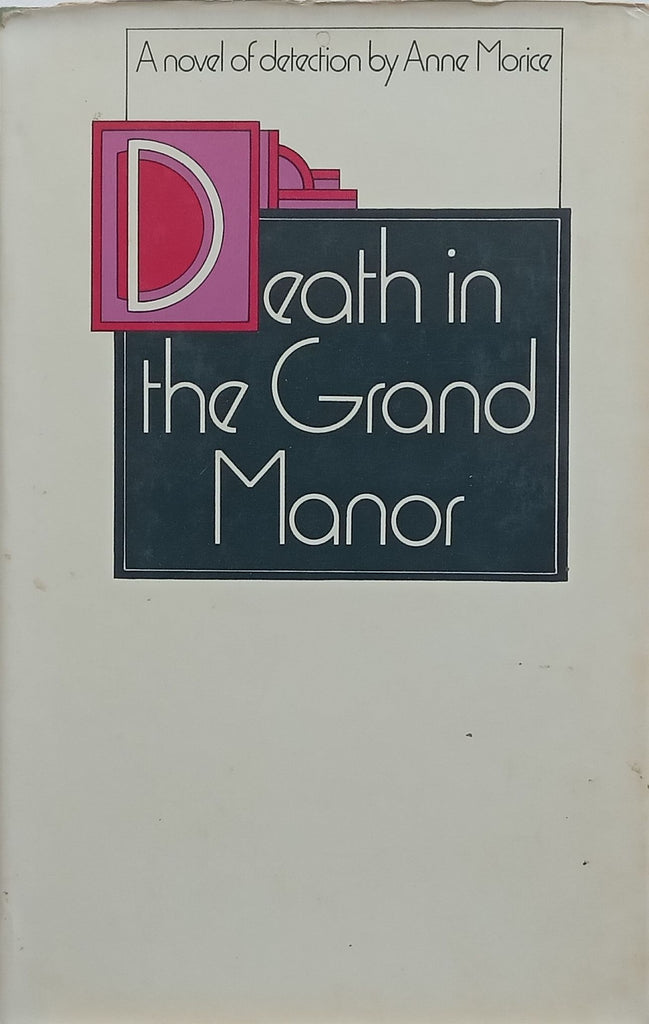 A novel of detection by Anne Morice
Death in
the Grand
Manor